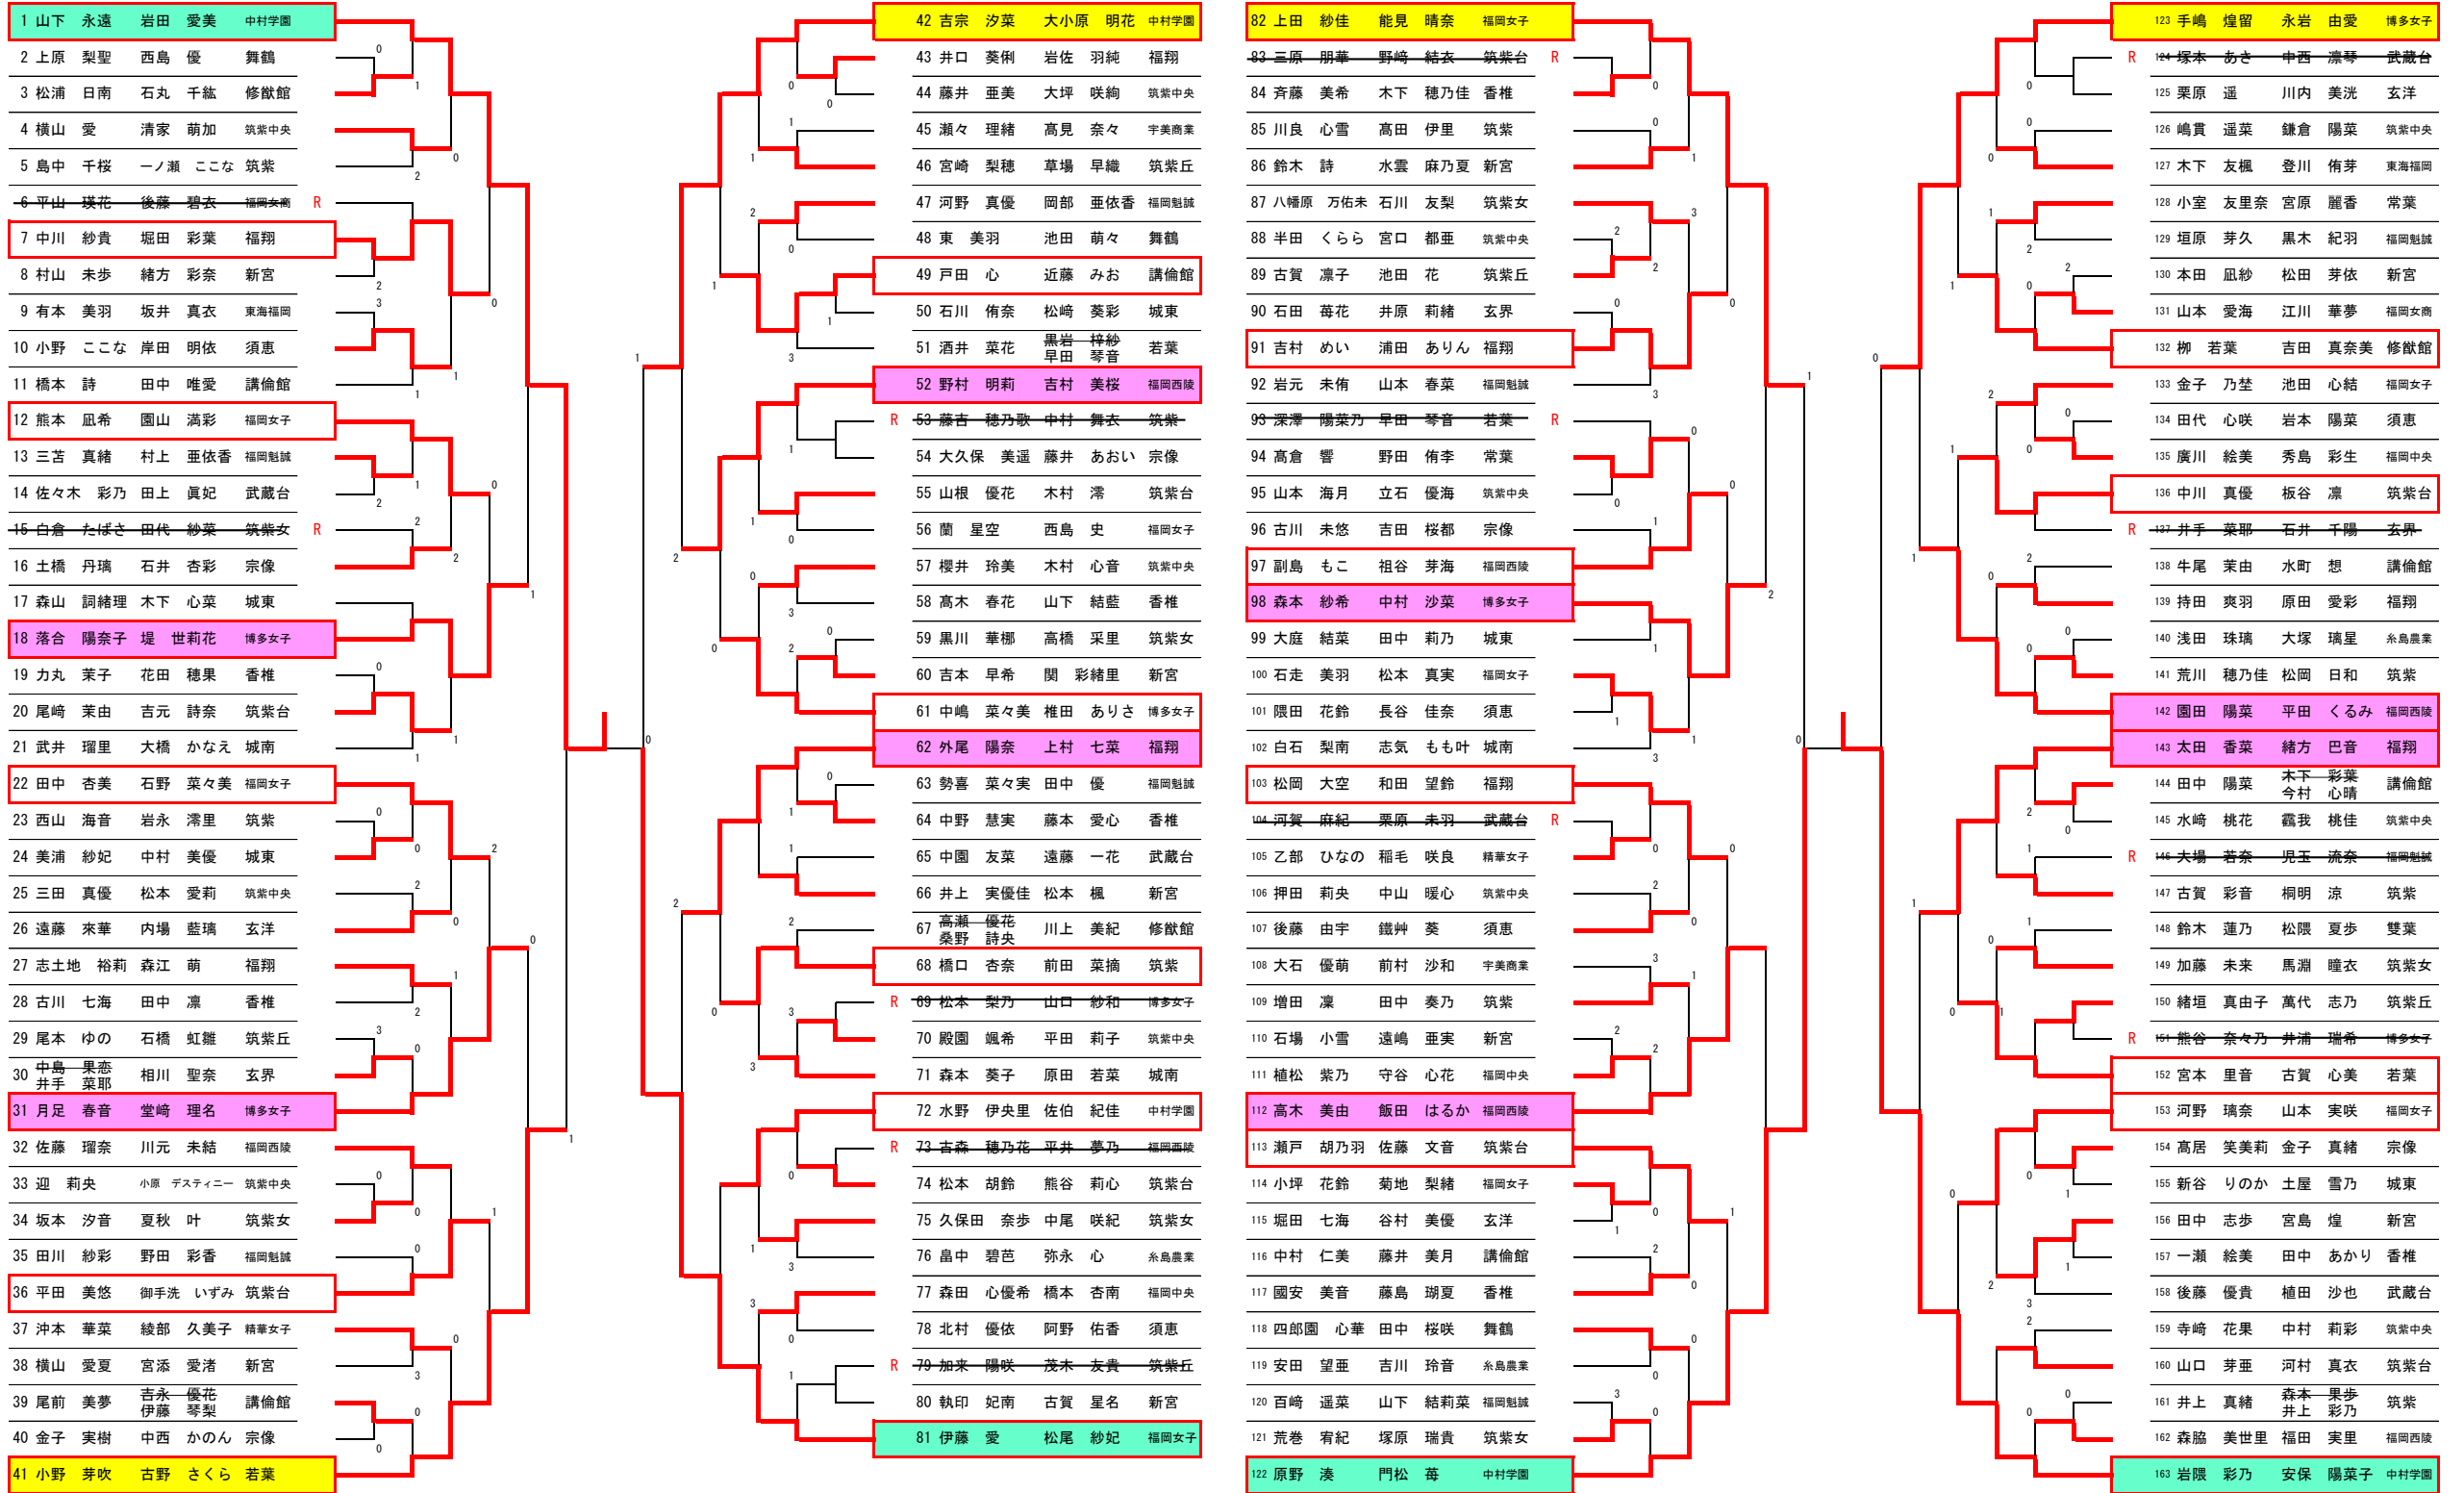 1 山下 永遠 岩田 愛美 中村学園
2 上原 梨聖 西島 優 舞鶴
3 松浦 日南 石丸 千紘 修猷館
4 横山 愛 清家 萌加 筑紫中央
5 島中 千桜 一ノ瀬 ここな 筑紫
6 平山 瑛花 後藤 碧衣 福岡女商 R
7 中川 紗貴 堀田 彩葉 福翔
8 村山 未歩 緒方 彩奈 新宮
9 有本 美羽 坂井 真衣 東海福岡
10 小野 ここな 岸田 明依 須恵
11 橋本 詩 田中 唯愛 講倫館
12 熊本 凪希 園山 満彩 福岡女子
13 三苫 真緒 村上 亜依香 福岡魁誠
14 佐々木 彩乃 田上 眞妃 武蔵台
15 白倉 たばさ 田代 紗菜 筑紫女 R
16 土橋 丹璃 石井 杏彩 宗像
17 森山 詞緒理 木下 心菜 城東
18 落合 陽奈子 堤 世莉花 博多女子
19 力丸 茉子 花田 穂果 香椎
20 尾﨑 茉由 吉元 詩奈 筑紫台
21 武井 瑠里 大橋 かなえ 城南
22 田中 杏美 石野 菜々美 福岡女子
23 西山 海音 岩永 澪里 筑紫
24 美浦 紗妃 中村 美優 城東
25 三田 真優 松本 愛莉 筑紫中央
26 遠藤 來華 内場 藍璃 玄洋
27 志土地 裕莉 森江 萌 福翔
28 古川 七海 田中 凛 香椎
29 尾本 ゆの 石橋 虹雛 筑紫丘
30 中島 果恋 井手 菜耶 相川 聖奈 玄界
31 月足 春音 堂﨑 理名 博多女子
32 佐藤 瑠奈 川元 未結 福岡西陵
33 迎 莉央 小原 デスティニー 筑紫中央
34 坂本 汐音 夏秋 叶 筑紫女
35 田川 紗彩 野田 彩香 福岡魁誠
36 平田 美悠 御手洗 いずみ 筑紫台
37 沖本 華菜 綾部 久美子 精華女子
38 横山 愛夏 宮添 愛渚 新宮
39 尾前 美夢 吉永 優花 伊藤 琴梨 講倫館
40 金子 実樹 中西 かのん 宗像
41 小野 芽吹 古野 さくら 若葉
42 吉宗 汐菜 大小原 明花 中村学園
43 井口 葵俐 岩佐 羽純 福翔
44 藤井 亜美 大坪 咲絢 筑紫中央
45 瀬々 理緒 髙見 奈々 宇美商業
46 宮崎 梨穂 草場 早織 筑紫丘
47 河野 真優 岡部 亜依香 福岡魁誠
48 東 美羽 池田 萌々 舞鶴
49 戸田 心 近藤 みお 講倫館
50 石川 侑奈 松﨑 葵彩 城東
51 酒井 菜花 黒岩 梓紗 早田 琴音 若葉
52 野村 明莉 吉村 美桜 福岡西陵
R 53 藤吉 穂乃歌 中村 舞衣 筑紫
54 大久保 美遥 藤井 あおい 宗像
55 山根 優花 木村 澪 筑紫台
56 蘭 星空 西島 史 福岡女子
57 櫻井 玲美 木村 心音 筑紫中央
58 髙木 春花 山下 結藍 香椎
59 黒川 華梛 高橋 采里 筑紫女
60 吉本 早希 関 彩緒里 新宮
61 中嶋 菜々美 椎田 ありさ 博多女子
62 外尾 陽奈 上村 七菜 福翔
63 勢喜 菜々実 田中 優 福岡魁誠
64 中野 慧実 藤本 愛心 香椎
65 中園 友菜 遠藤 一花 武蔵台
66 井上 実優佳 松本 楓 新宮
67 高瀬 優花 桑野 詩央 川上 美紀 修猷館
68 橋口 杏奈 前田 菜摘 筑紫
R 69 松本 梨乃 山口 紗和 博多女子
70 殿園 颯希 平田 莉子 筑紫中央
71 森本 葵子 原田 若菜 城南
72 水野 伊央里 佐伯 紀佳 中村学園
R 73 古森 穂乃花 平井 夢乃 福岡西陵
74 松本 胡鈴 熊谷 莉心 筑紫台
75 久保田 奈歩 中尾 咲紀 筑紫女
76 畠中 碧芭 弥永 心 糸島農業
77 森田 心優希 橋本 杏南 福岡中央
78 北村 優依 阿野 佑香 須恵
R 79 加来 陽咲 茂木 友貴 筑紫丘
80 執印 妃南 古賀 星名 新宮
81 伊藤 愛 松尾 紗妃 福岡女子
82 上田 紗佳 能見 晴奈 福岡女子
83 三原 朋華 野﨑 結衣 筑紫台 R
84 斉藤 美希 木下 穂乃佳 香椎
85 川良 心雪 髙田 伊里 筑紫
86 鈴木 詩 水雲 麻乃夏 新宮
87 八幡原 万佑未 石川 友梨 筑紫女
88 半田 くらら 宮口 都亜 筑紫中央
89 古賀 凛子 池田 花 筑紫丘
90 石田 苺花 井原 莉緒 玄界
91 吉村 めい 浦田 ありん 福翔
92 岩元 未侑 山本 春菜 福岡魁誠
93 深澤 陽菜乃 早田 琴音 若葉 R
94 髙倉 響 野田 侑李 常葉
95 山本 海月 立石 優海 筑紫中央
96 古川 未悠 吉田 桜都 宗像
97 副島 もこ 祖谷 芽海 福岡西陵
98 森本 紗希 中村 沙菜 博多女子
99 大庭 結菜 田中 莉乃 城東
100 石走 美羽 松本 真実 福岡女子
101 隈田 花鈴 長谷 佳奈 須恵
102 白石 梨南 志気 もも叶 城南
103 松岡 大空 和田 望鈴 福翔
104 河賀 麻紀 栗原 未羽 武蔵台 R
105 乙部 ひなの 稲毛 咲良 精華女子
106 押田 莉央 中山 暖心 筑紫中央
107 後藤 由宇 鐵艸 葵 須恵
108 大石 優萌 前村 沙和 宇美商業
109 増田 凜 田中 奏乃 筑紫
110 石場 小雪 遠嶋 亜実 新宮
111 植松 紫乃 守谷 心花 福岡中央
112 高木 美由 飯田 はるか 福岡西陵
113 瀬戸 胡乃羽 佐藤 文音 筑紫台
114 小坪 花鈴 菊地 梨緒 福岡女子
115 堀田 七海 谷村 美優 玄洋
116 中村 仁美 藤井 美月 講倫館
117 國安 美音 藤島 瑚夏 香椎
118 四郎園 心華 田中 桜咲 舞鶴
119 安田 望亜 吉川 玲音 糸島農業
120 百﨑 遥菜 山下 結莉菜 福岡魁誠
121 荒巻 宥紀 塚原 瑞貴 筑紫女
122 原野 湊 門松 苺 中村学園
123 手嶋 煌留 永岩 由愛 博多女子
R 124 塚本 あさ 中西 凛琴 武蔵台
125 栗原 遥 川内 美洸 玄洋
126 嶋貫 遥菜 鎌倉 陽菜 筑紫中央
127 木下 友楓 登川 侑芽 東海福岡
128 小室 友里奈 宮原 麗香 常葉
129 垣原 芽久 黒木 紀羽 福岡魁誠
130 本田 凪紗 松田 芽依 新宮
131 山本 愛海 江川 華夢 福岡女商
132 栁 若葉 吉田 真奈美 修猷館
133 金子 乃埜 池田 心結 福岡女子
134 田代 心咲 岩本 陽菜 須恵
135 廣川 絵美 秀島 彩生 福岡中央
136 中川 真優 板谷 凛 筑紫台
R 137 井手 菜耶 石井 千陽 玄界
138 牛尾 茉由 水町 想 講倫館
139 持田 爽羽 原田 愛彩 福翔
140 浅田 珠璃 大塚 璃星 糸島農業
141 荒川 穂乃佳 松岡 日和 筑紫
142 園田 陽菜 平田 くるみ 福岡西陵
143 太田 香菜 緒方 巴音 福翔
144 田中 陽菜 木下 彩葉 今村 心晴 講倫館
145 水﨑 桃花 靍我 桃佳 筑紫中央
R 146 大場 若奈 児玉 流奈 福岡魁誠
147 古賀 彩音 桐明 涼 筑紫
148 鈴木 蓮乃 松隈 夏歩 雙葉
149 加藤 未来 馬淵 瞳衣 筑紫女
150 緒垣 真由子 萬代 志乃 筑紫丘
R 151 熊谷 奈々乃 井浦 瑞希 博多女子
152 宮本 里音 古賀 心美 若葉
153 河野 璃奈 山本 実咲 福岡女子
154 髙居 笑美莉 金子 真緒 宗像
155 新谷 りのか 土屋 雪乃 城東
156 田中 志歩 宮島 煌 新宮
157 一瀬 絵美 田中 あかり 香椎
158 後藤 優貴 植田 沙也 武蔵台
159 寺﨑 花果 中村 莉彩 筑紫中央
160 山口 芽亜 河村 真衣 筑紫台
161 井上 真緒 森本 果歩 井上 彩乃 筑紫
162 森脇 美世里 福田 実里 福岡西陵
163 岩隈 彩乃 安保 陽菜子 中村学園